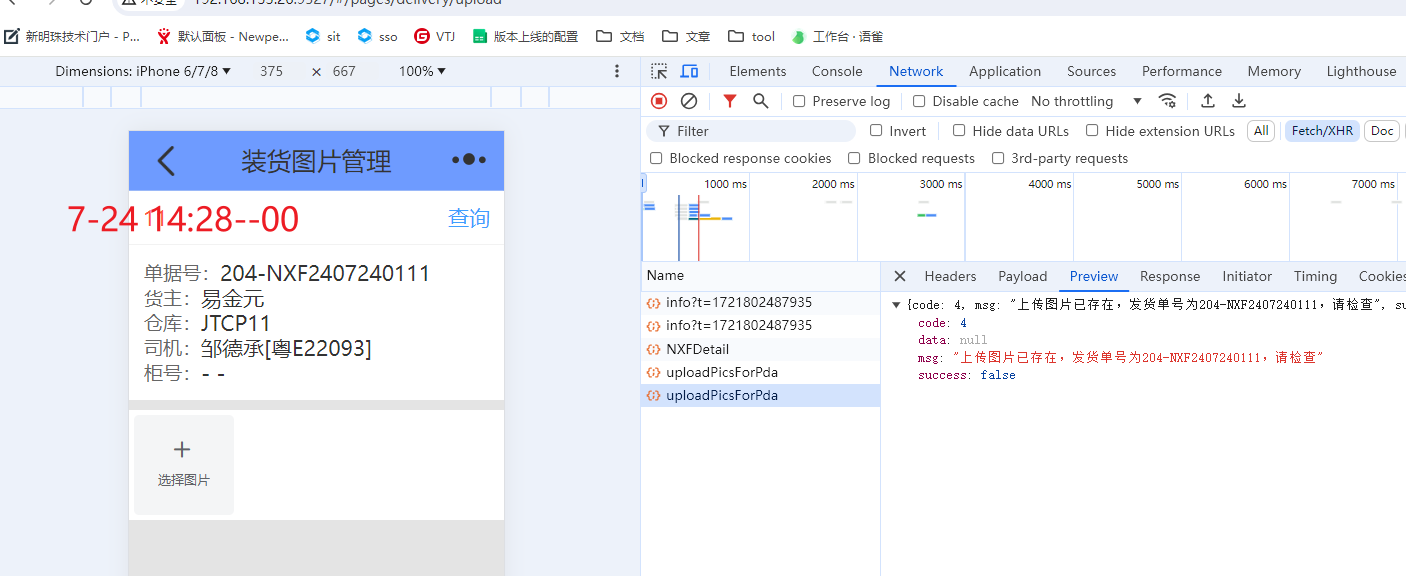 192.168.133.20:9527/#/pages/delivery/upload
新明珠技术门户 - P...
默认面板 - Newpe...
sit
sso
VTJ
版本上线的配置
文档
文章
tool
工作台 · 语雀
Dimensions: iPhone 6/7/8 ▼ 375 × 667 100% ▼
Elements Console Network Application Sources Performance Memory Lighthouse
Preserve log Disable cache No throttling
Filter Invert Hide data URLs Hide extension URLs All Fetch/XHR Doc
Blocked response cookies Blocked requests 3rd-party requests
1000 ms 2000 ms 3000 ms 4000 ms 5000 ms 6000 ms 7000 ms
装货图片管理
7-24 14:28--00
查询
单据号：204-NXF2407240111
货主：易金元
仓库：JTCP11
司机：邹德承[粤E22093]
柜号：- -
选择图片
Name
info?t=1721802487935
info?t=1721802487935
NXFDetail
uploadPicsForPda
uploadPicsForPda
Headers Payload Preview Response Initiator Timing Cookies
{code: 4, msg: "上传图片已存在，发货单号为204-NXF2407240111，请检查", su
code: 4
data: null
msg: "上传图片已存在，发货单号为204-NXF2407240111，请检查"
success: false